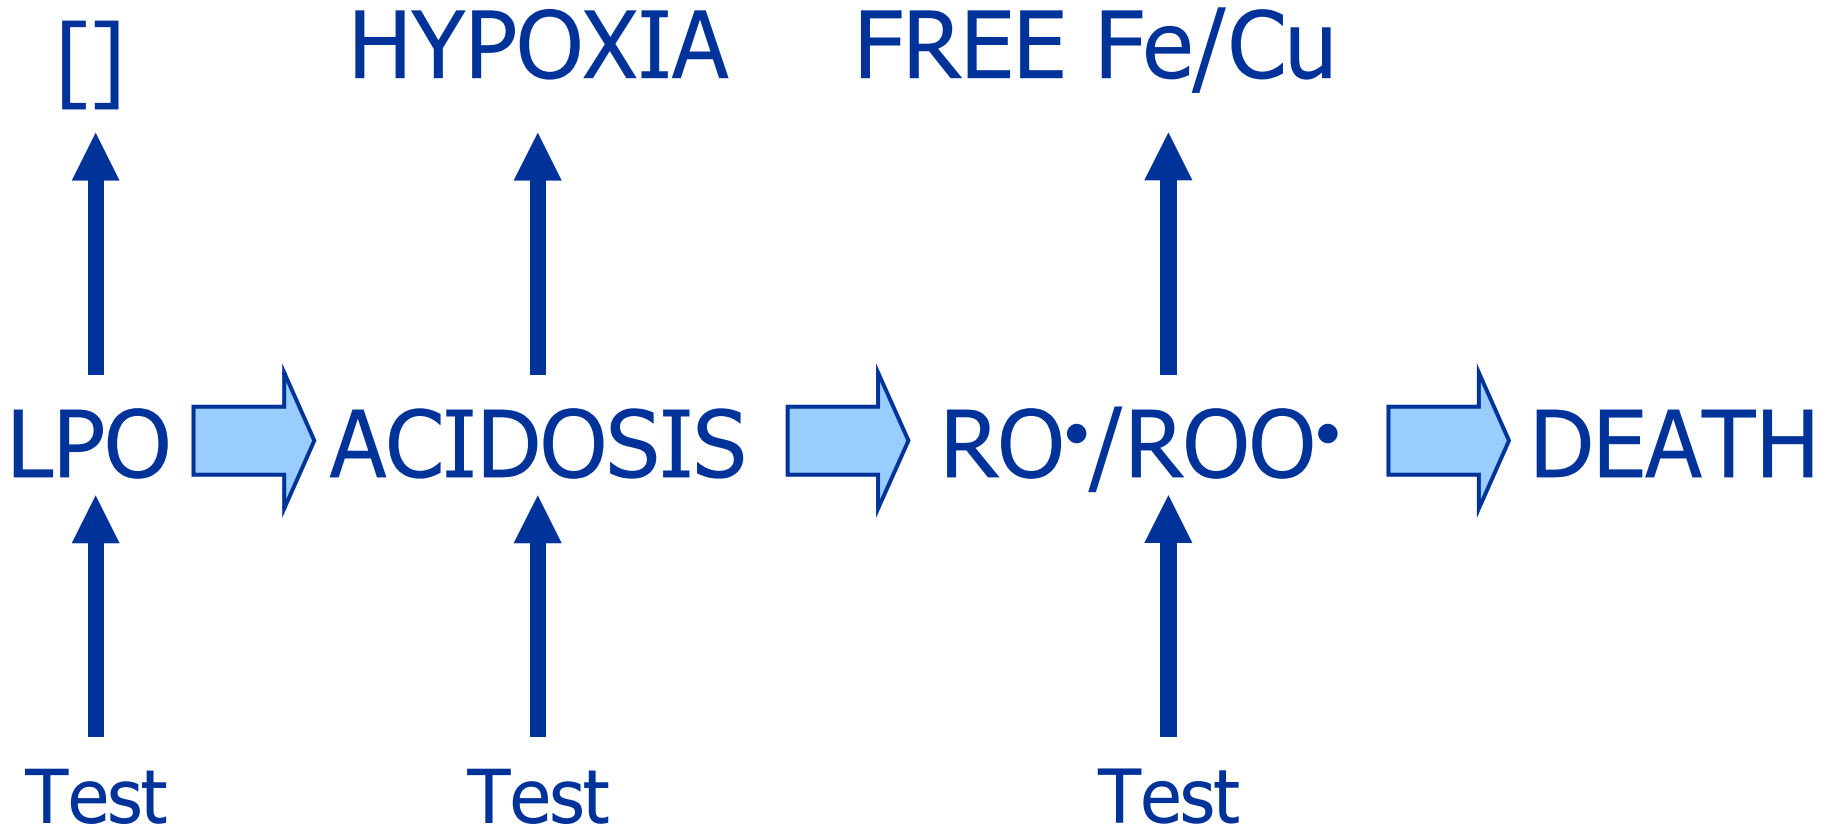 [] HYPOXIA FREE Fe/Cu
LPO ACIDOSIS RO•/ROO• DEATH
Test Test Test